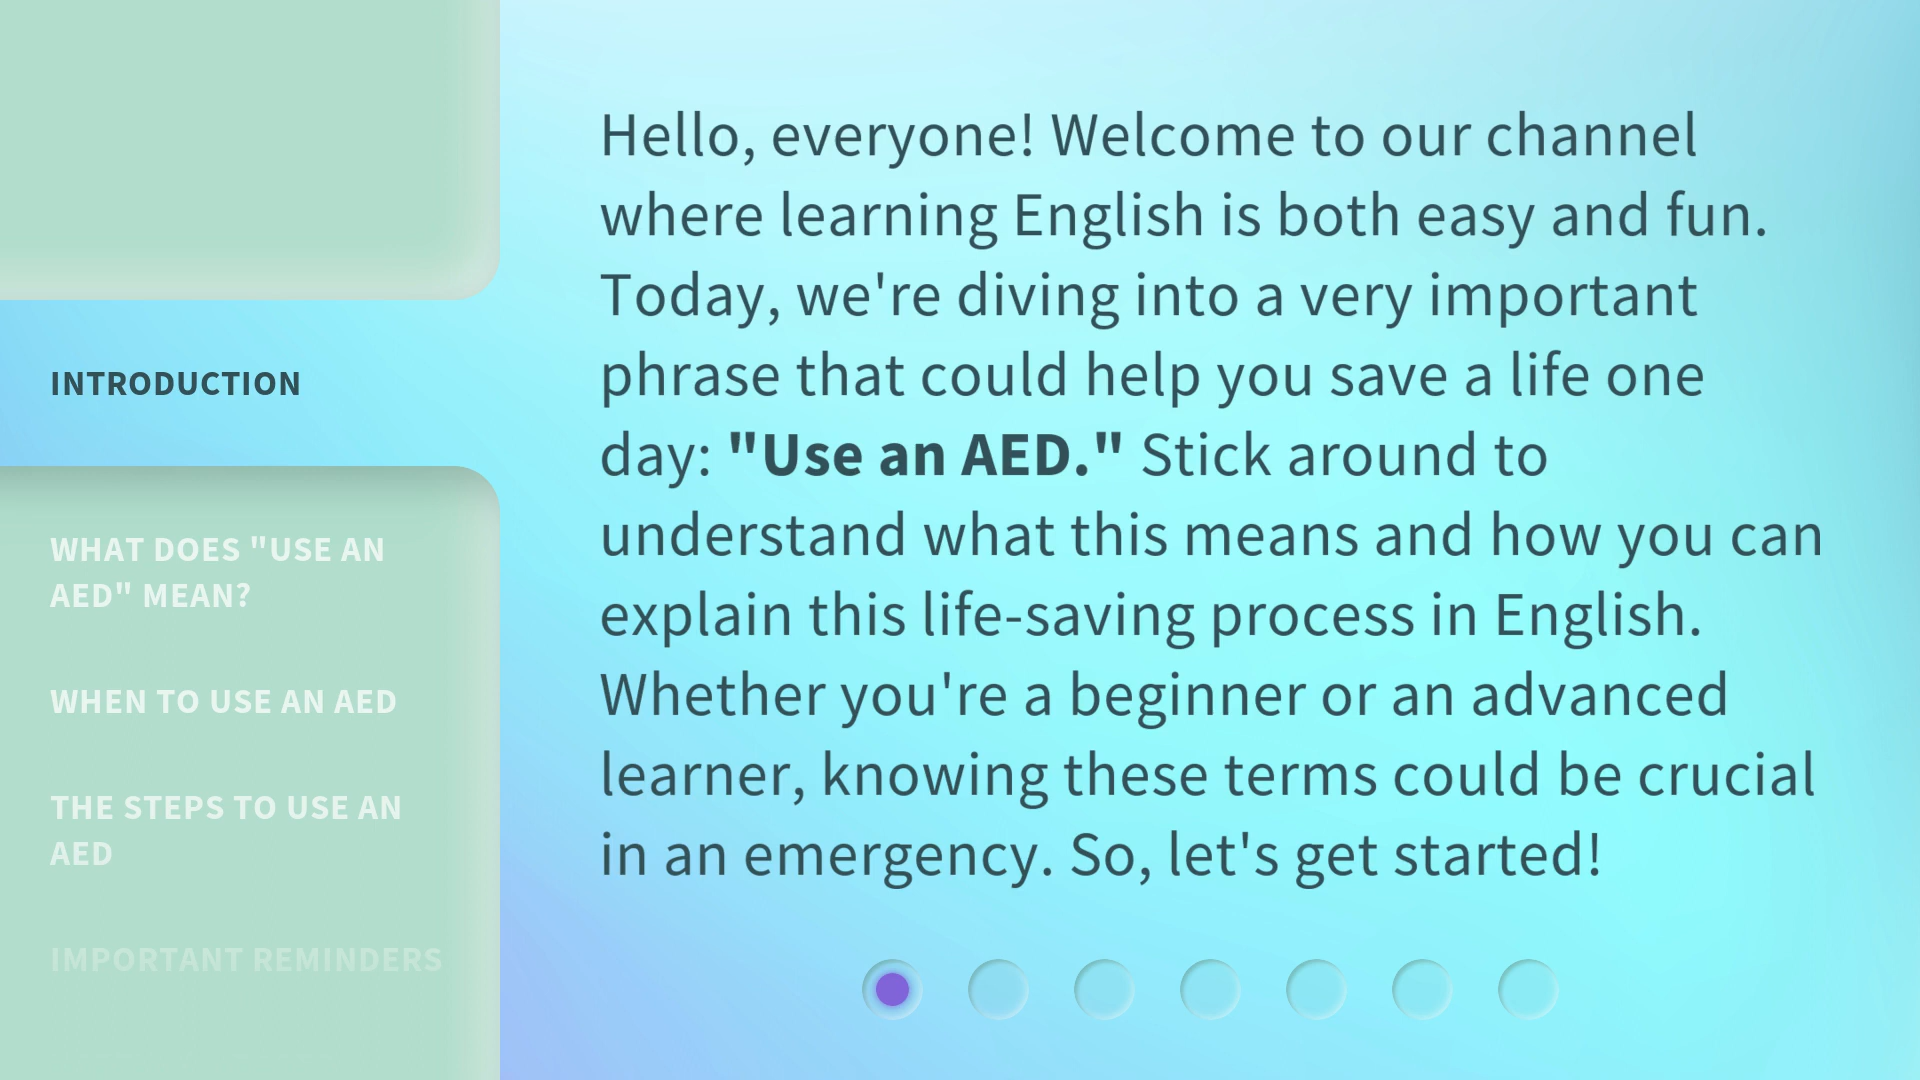 INTRODUCTION
WHAT DOES "USE AN
AED" MEAN?
WHEN TO USE AN AED
THE STEPS TO USE AN
AED
IMPORTANT REMINDERS
Hello, everyone! Welcome to our channel
where learning English is both easy and fun.
Today, we're diving into a very important
phrase that could help you save a life one
day: "Use an AED." Stick around to
understand what this means and how you can
explain this life-saving process in English.
Whether you're a beginner or an advanced
learner, knowing these terms could be crucial
in an emergency. So, let's get started!